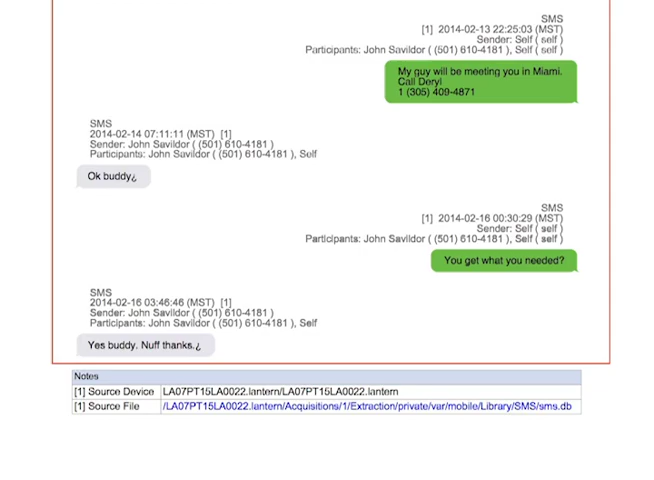 SMS
[1] 2014-02-13 22:25:03 (MST)
Sender: Self ( self )
Participants: John Savildor ( (501) 610-4181 ), Self ( self )
My guy will be meeting you in Miami.
Call Deryl
1 (305) 409-4871
SMS
2014-02-14 07:11:11 (MST) [1]
Sender: John Savildor ( (501) 610-4181 )
Participants: John Savildor ( (501) 610-4181 ), Self
Ok buddy¿
SMS
[1] 2014-02-16 00:30:29 (MST)
Sender: Self ( self )
Participants: John Savildor ( (501) 610-4181 ), Self ( self )
You get what you needed?
SMS
2014-02-16 03:46:46 (MST) [1]
Sender: John Savildor ( (501) 610-4181 )
Participants: John Savildor ( (501) 610-4181 ), Self
Yes buddy. Nuff thanks.¿
Notes
[1] Source Device LA07PT15LA0022.lantern/LA07PT15LA0022.lantern
[1] Source File /LA07PT15LA0022.lantern/Acquisitions/1/Extraction/private/var/mobile/Library/SMS/sms.db